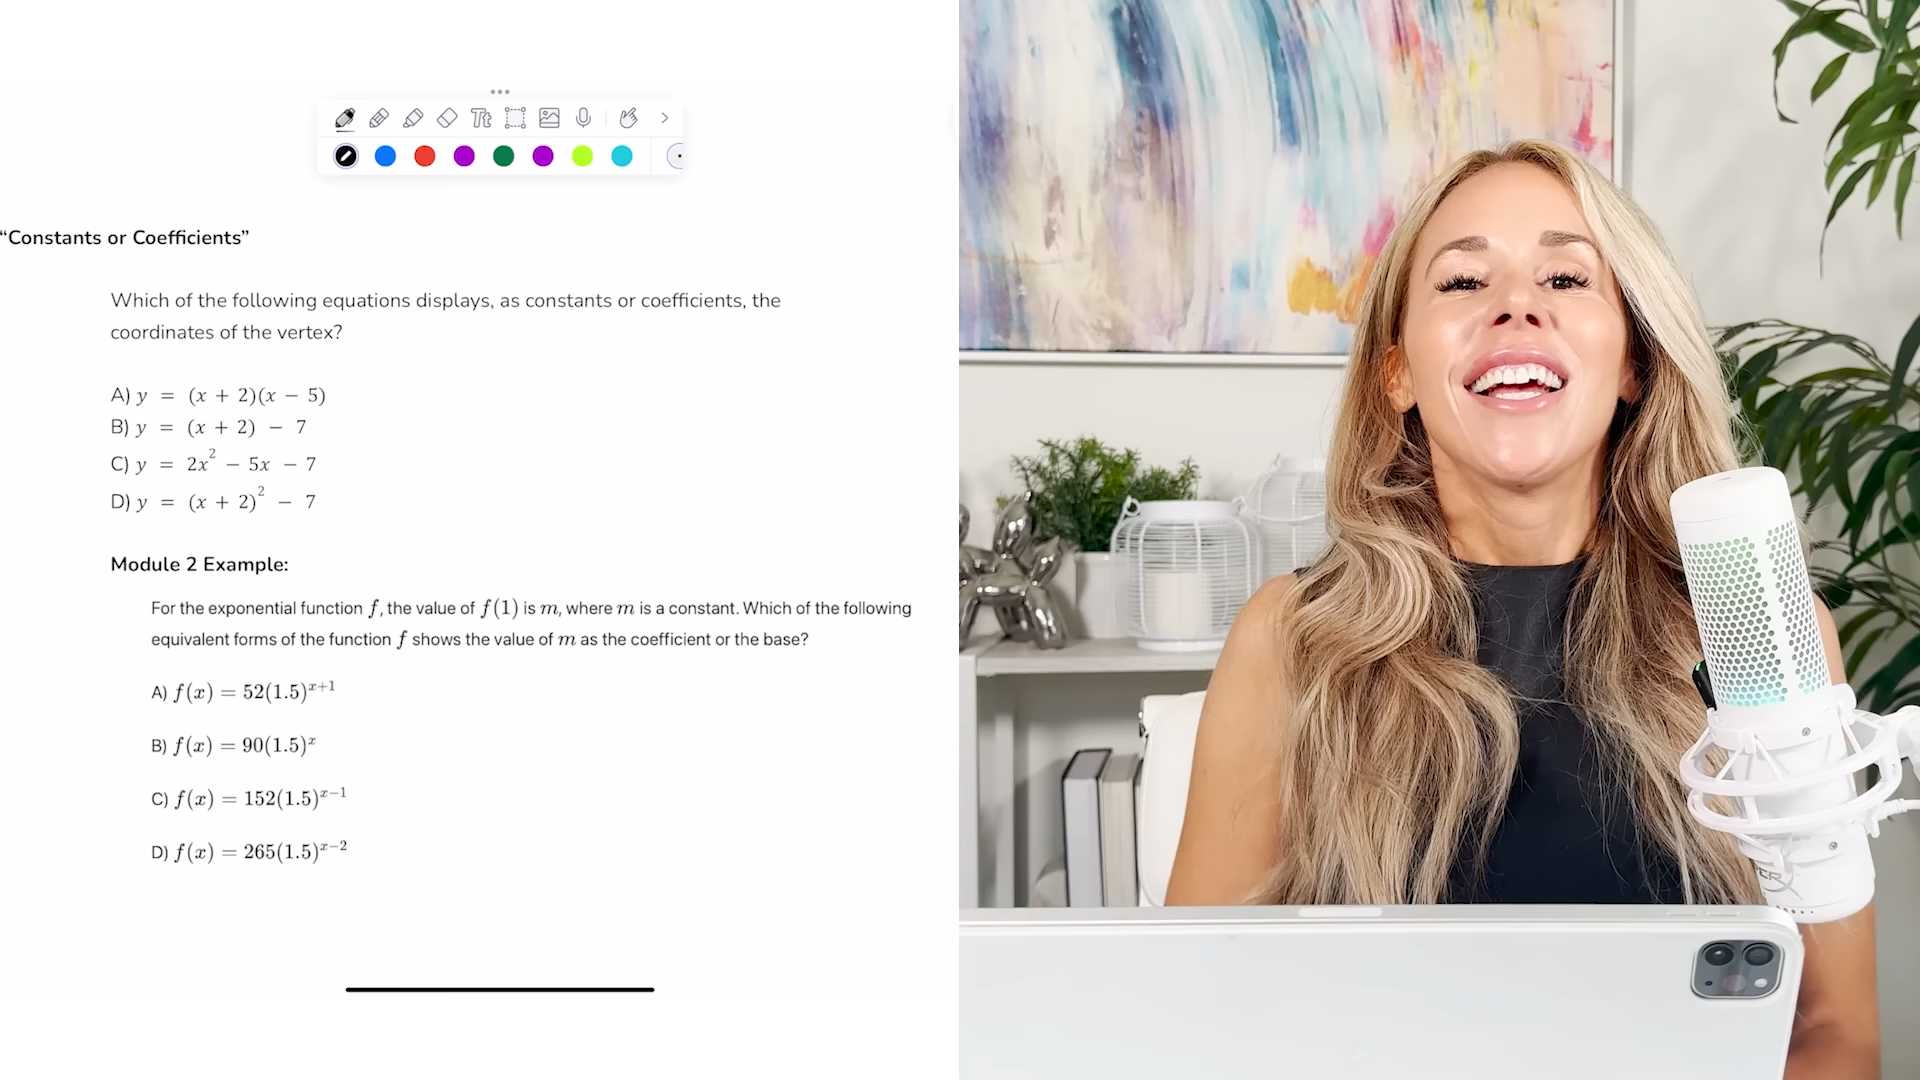 “Constants or Coefficients”
Which of the following equations displays, as constants or coefficients, the
coordinates of the vertex?
A) y = (x + 2)(x − 5)
B) y = (x + 2) − 7
C) y = 2x² − 5x − 7
D) y = (x + 2)² − 7
Module 2 Example:
For the exponential function f, the value of f(1) is m, where m is a constant. Which of the following
equivalent forms of the function f shows the value of m as the coefficient or the base?
A) f(x) = 52(1.5)^{x+1}
B) f(x) = 90(1.5)^{x}
C) f(x) = 152(1.5)^{x−1}
D) f(x) = 265(1.5)^{x−2}
Tt